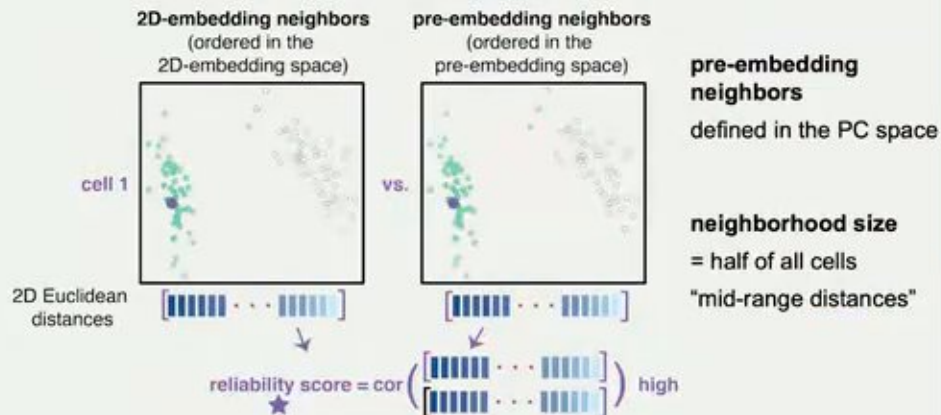 2D-embedding neighbors
(ordered in the
2D-embedding space)
pre-embedding neighbors
(ordered in the
pre-embedding space)
cell 1
vs.
2D Euclidean
distances
reliability score = cor
high
pre-embedding
neighbors
defined in the PC space
neighborhood size
= half of all cells
“mid-range distances”